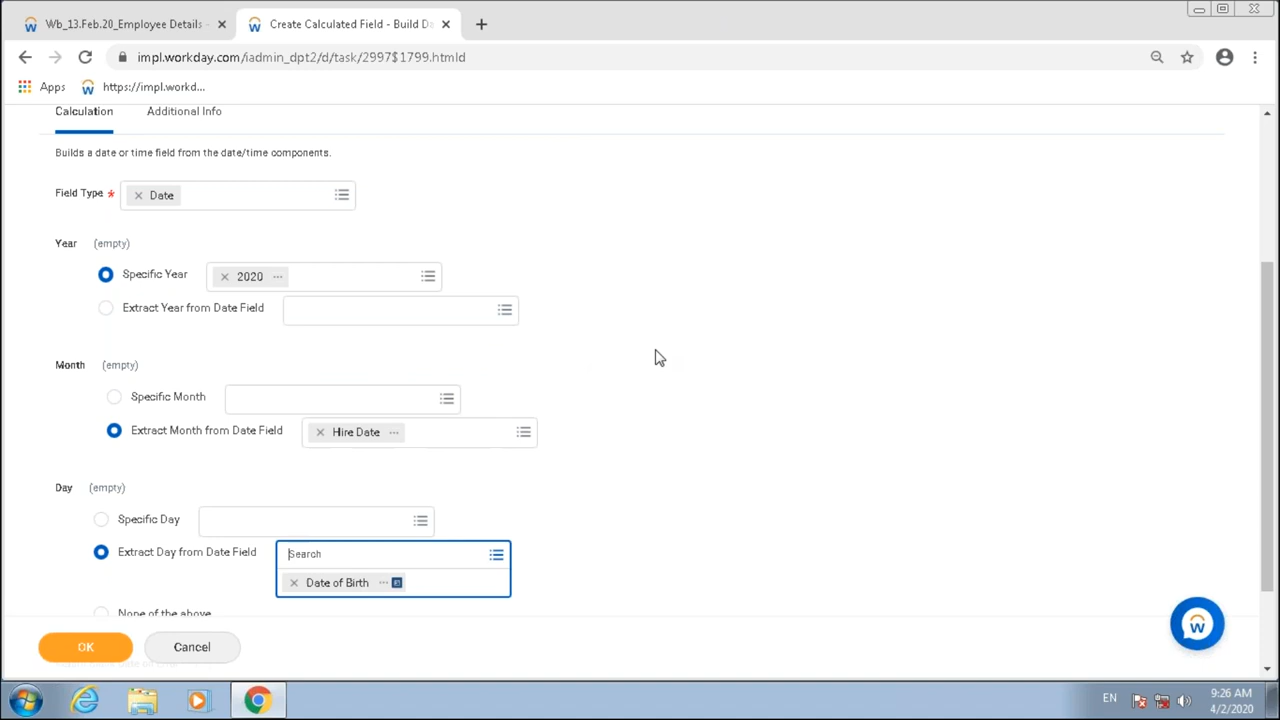 Wb_13.Feb.20_Employee Details -
Create Calculated Field - Build Da
impl.workday.com/iadmin_dpt2/d/task/2997$1799.htmld
Apps
https://impl.workd...
Calculation
Additional Info
Builds a date or time field from the date/time components.
Field Type *
Date
Year
(empty)
Specific Year
2020
Extract Year from Date Field
Month
(empty)
Specific Month
Extract Month from Date Field
Hire Date
Day
(empty)
Specific Day
Extract Day from Date Field
Search
Date of Birth
None of the above
OK
Cancel
EN
9:26 AM
4/2/2020